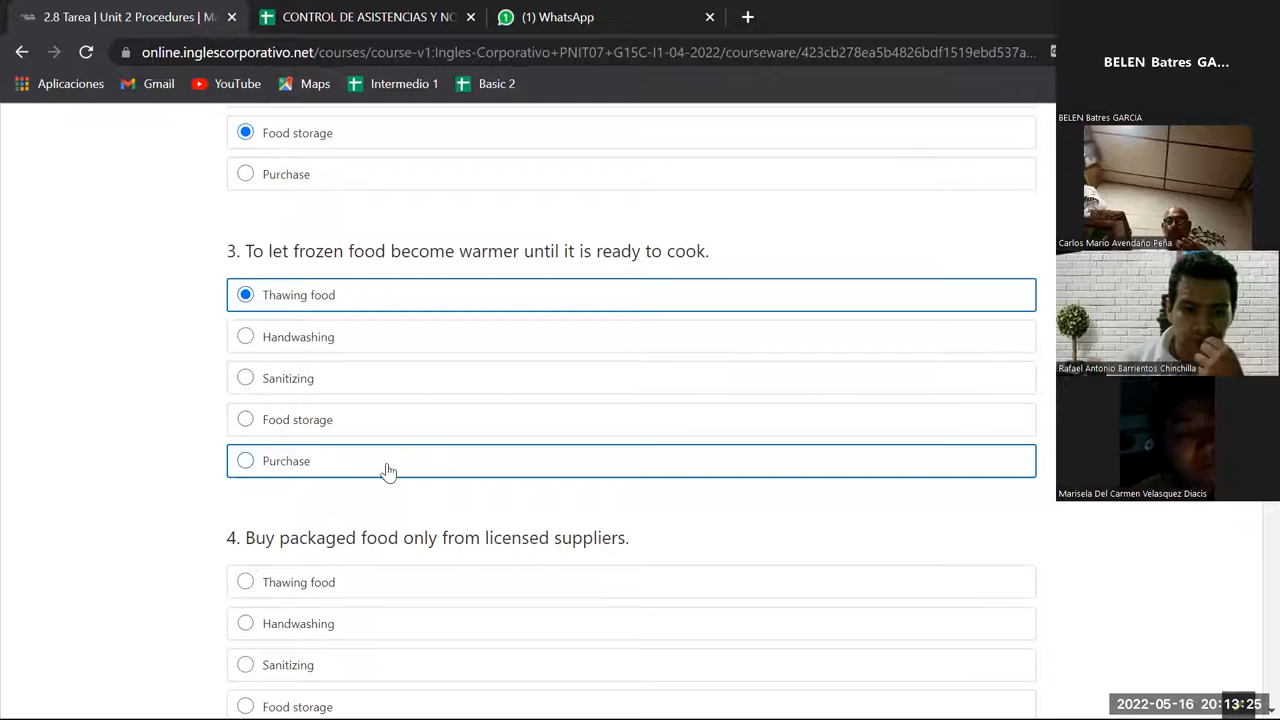 2.8 Tarea | Unit 2 Procedures | M
CONTROL DE ASISTENCIAS Y NO
(1) WhatsApp
online.inglescorporativo.net/courses/course-v1:Ingles-Corporativo+PNIT07+G15C-I1-04-2022/courseware/423cb263ea5b4626bdf1519ebd537a...
Aplicaciones
Gmail
YouTube
Maps
Intermedio 1
Basic 2
BELEN Batres GA...
BELEN Batres GARCIA
Food storage
Purchase
Carlos Mario Avendaño Peña
3. To let frozen food become warmer until it is ready to cook.
Thawing food
Handwashing
Rafael Antonio Barrientos Chinchilla
Sanitizing
Food storage
Purchase
Marisela Del Carmen Velasquez Diacis
4. Buy packaged food only from licensed suppliers.
Thawing food
Handwashing
Sanitizing
Food storage
2022-05-16 20:13:25